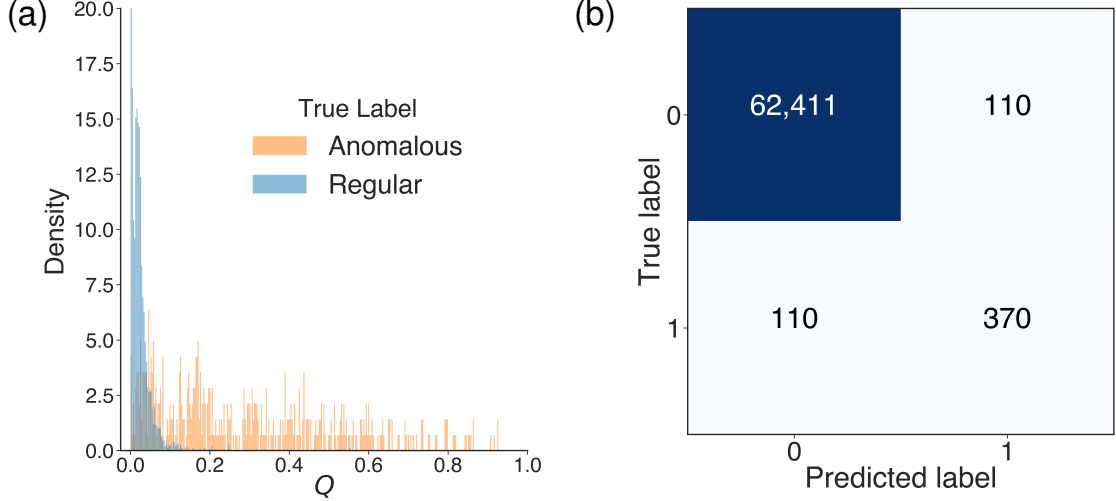 (a)
20.0
17.5
15.0
12.5
10.0
7.5
5.0
2.5
0.0
Density
0.0 0.2 0.4 0.6 0.8 1.0
Q
True Label
Anomalous
Regular
(b)
True label
0
62,411 110
1
110 370
0 1
Predicted label